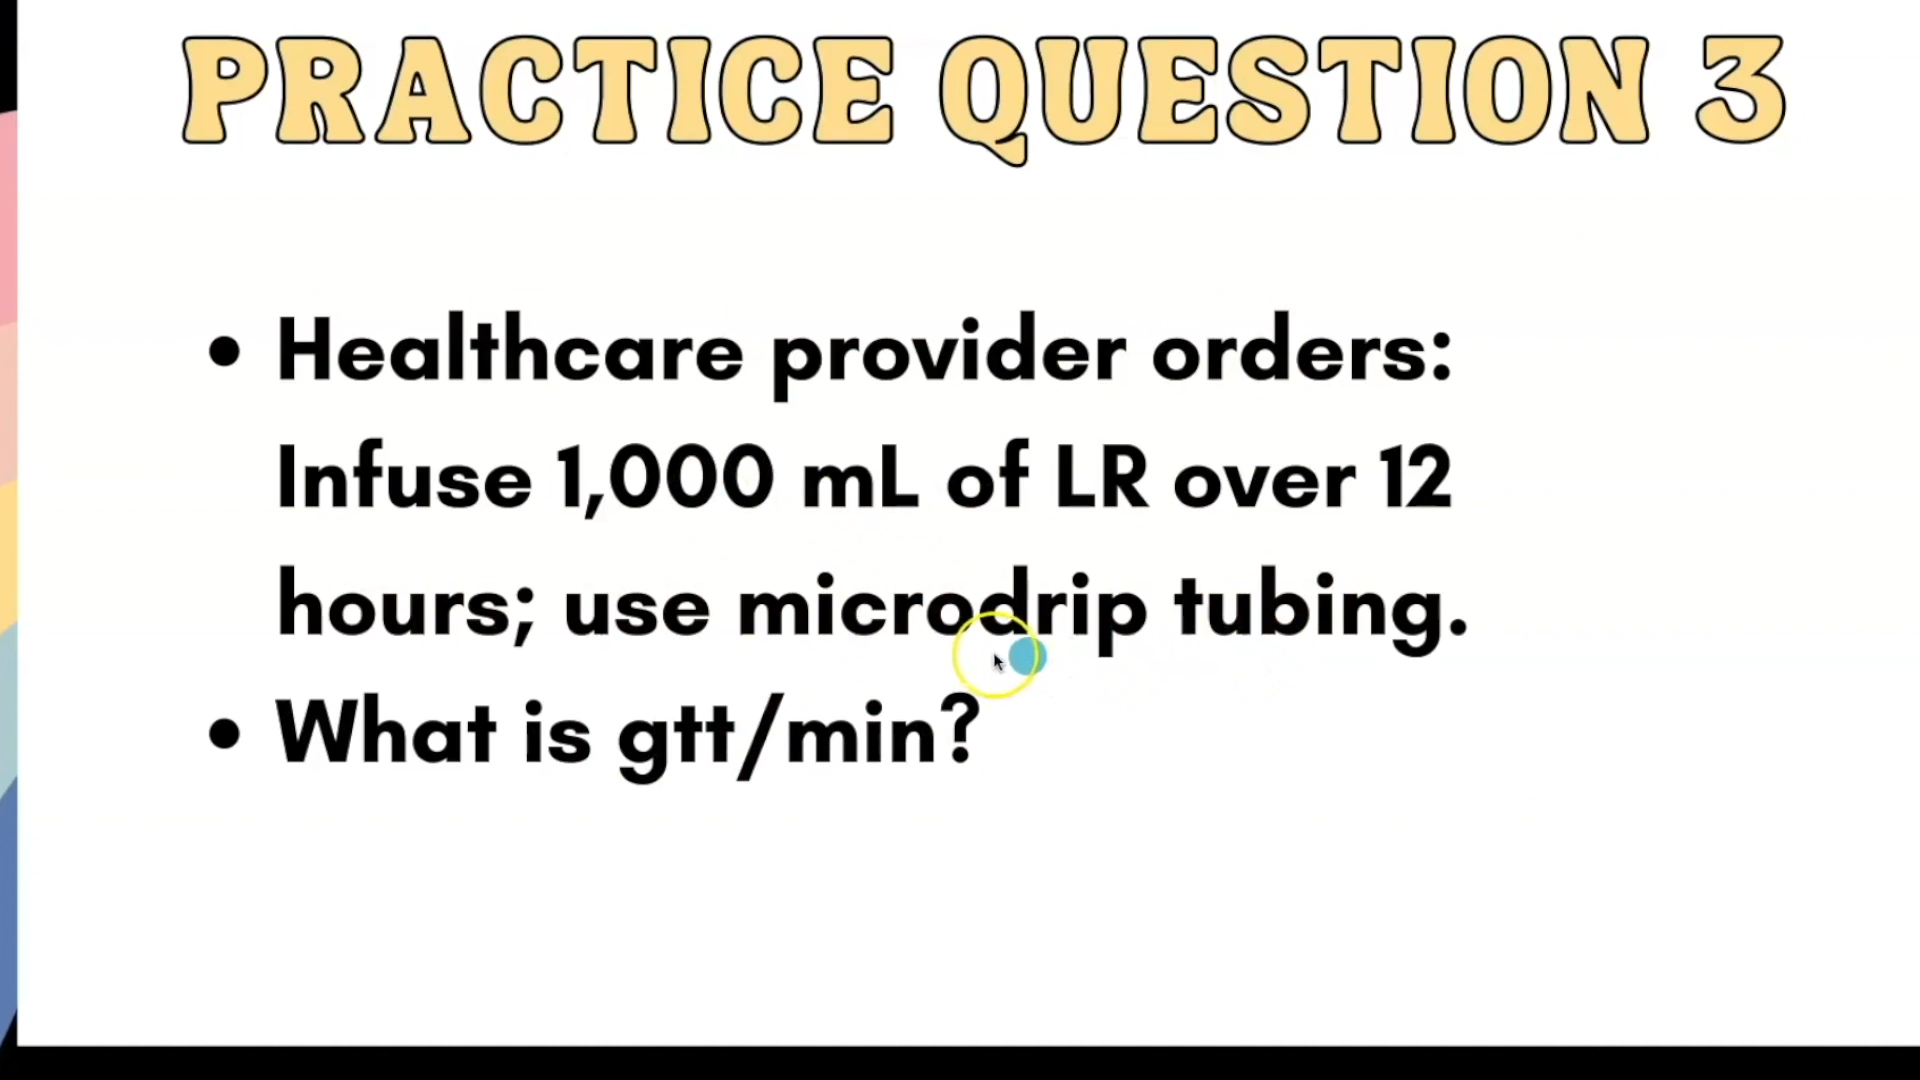 PRACTICE QUESTION 3
• Healthcare provider orders:
Infuse 1,000 mL of LR over 12
hours; use microdrip tubing.
• What is gtt/min?